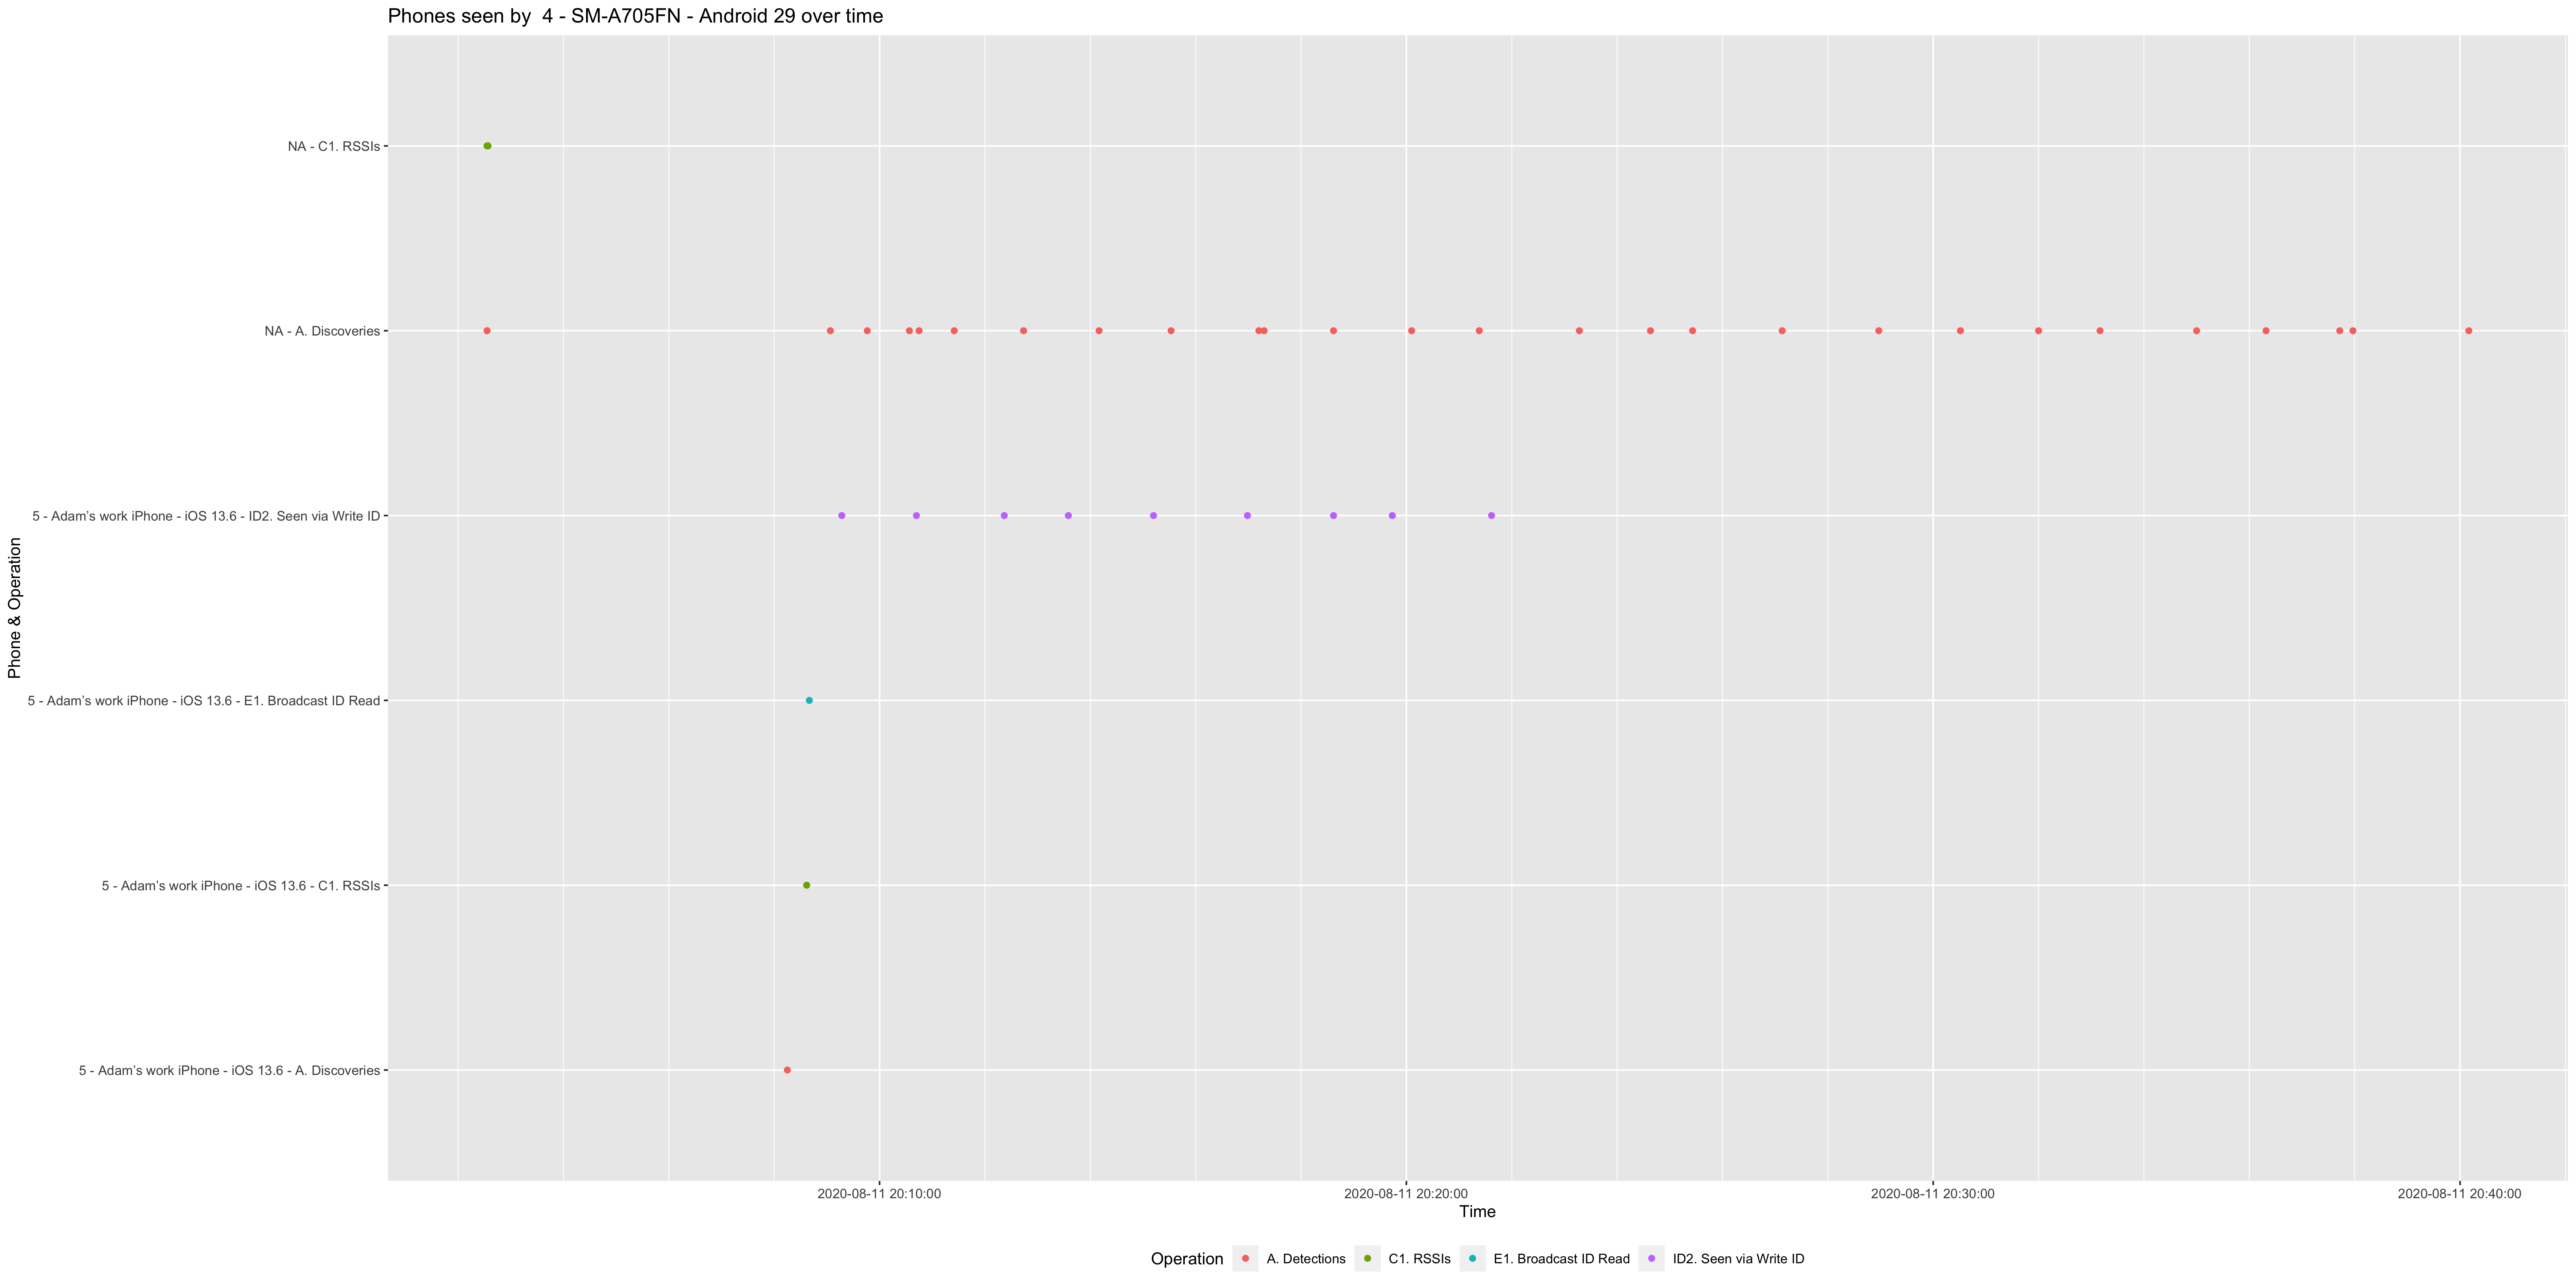 Phones seen by  4 - SM-A705FN - Android 29 over time
Phone & Operation
NA - C1. RSSIs
NA - A. Discoveries
5 - Adam’s work iPhone - iOS 13.6 - ID2. Seen via Write ID
5 - Adam’s work iPhone - iOS 13.6 - E1. Broadcast ID Read
5 - Adam’s work iPhone - iOS 13.6 - C1. RSSIs
5 - Adam’s work iPhone - iOS 13.6 - A. Discoveries
2020-08-11 20:10:00 2020-08-11 20:20:00 2020-08-11 20:30:00 2020-08-11 20:40:00
Time
Operation A. Detections C1. RSSIs E1. Broadcast ID Read ID2. Seen via Write ID